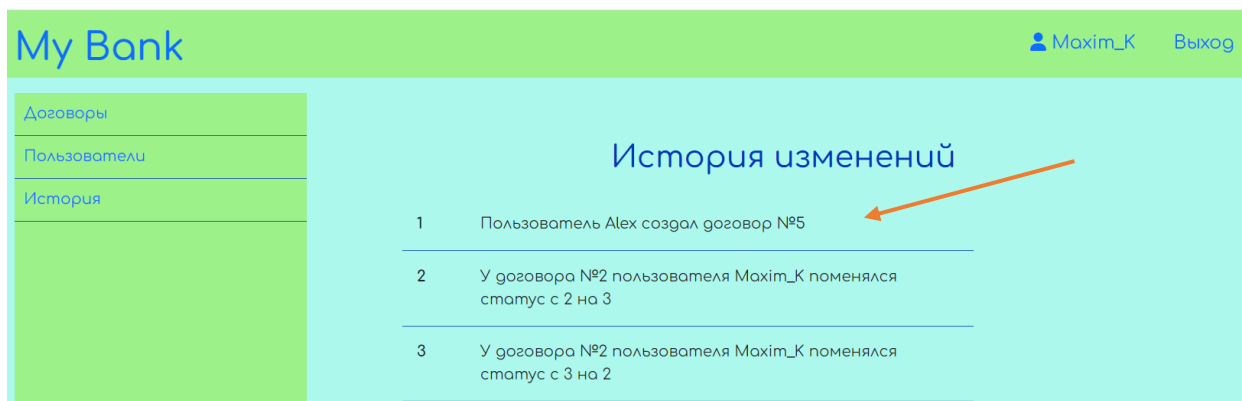 My Bank
Maxim_K Выход
Договоры
Пользователи
История
История изменений
1 Пользователь Alex создал договор №5
2 У договора №2 пользователя Maxim_K поменялся
статус с 2 на 3
3 У договора №2 пользователя Maxim_K поменялся
статус с 3 на 2